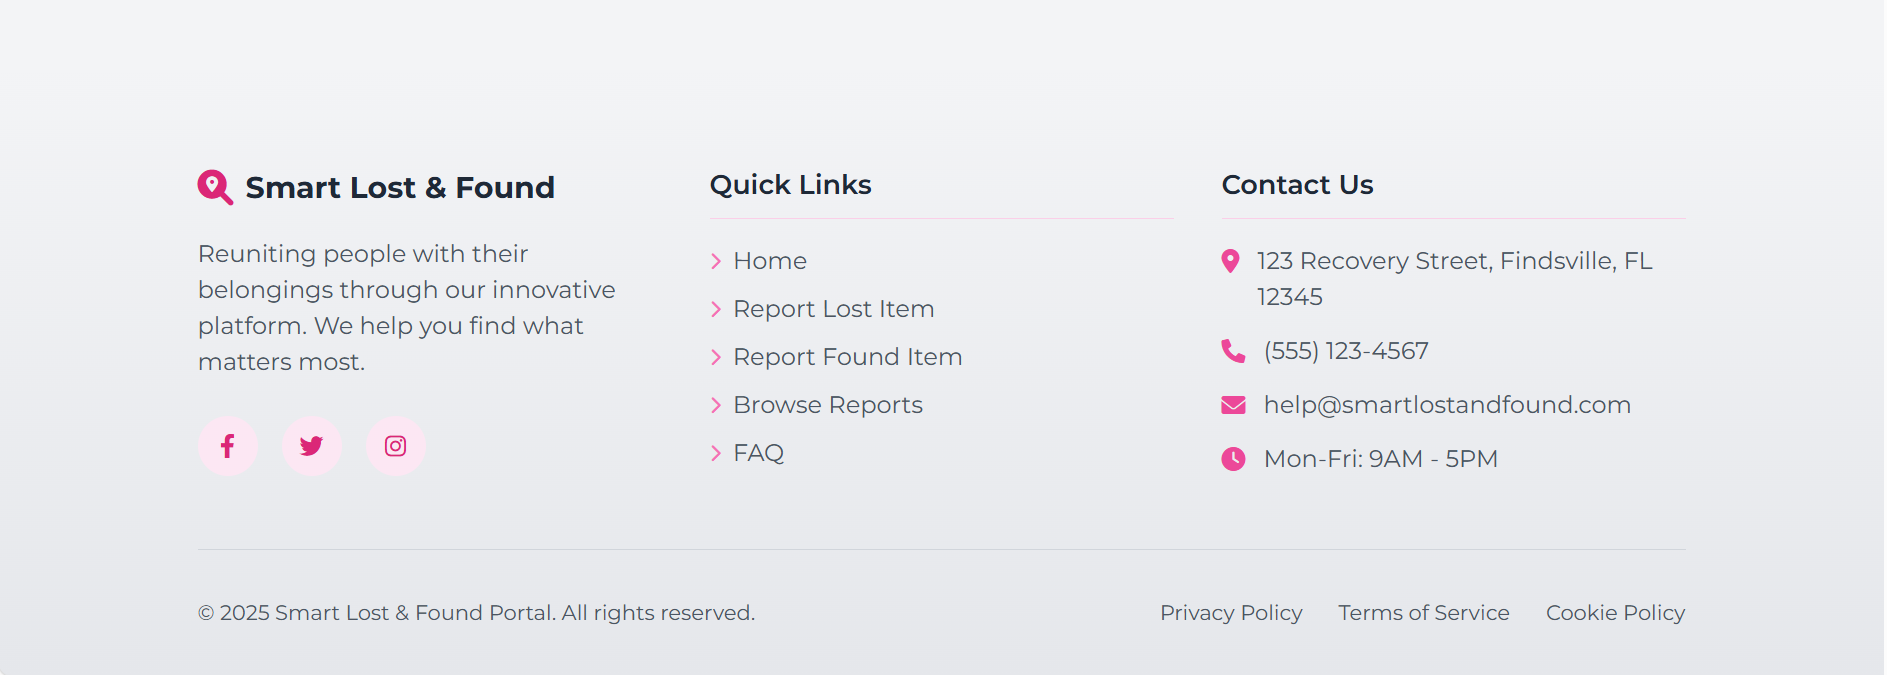 Smart Lost & Found
Reuniting people with their
belongings through our innovative
platform. We help you find what
matters most.
Quick Links
Home
Report Lost Item
Report Found Item
Browse Reports
FAQ
Contact Us
123 Recovery Street, Findsville, FL
12345
(555) 123-4567
help@smartlostandfound.com
Mon-Fri: 9AM - 5PM
© 2025 Smart Lost & Found Portal. All rights reserved.
Privacy Policy
Terms of Service
Cookie Policy